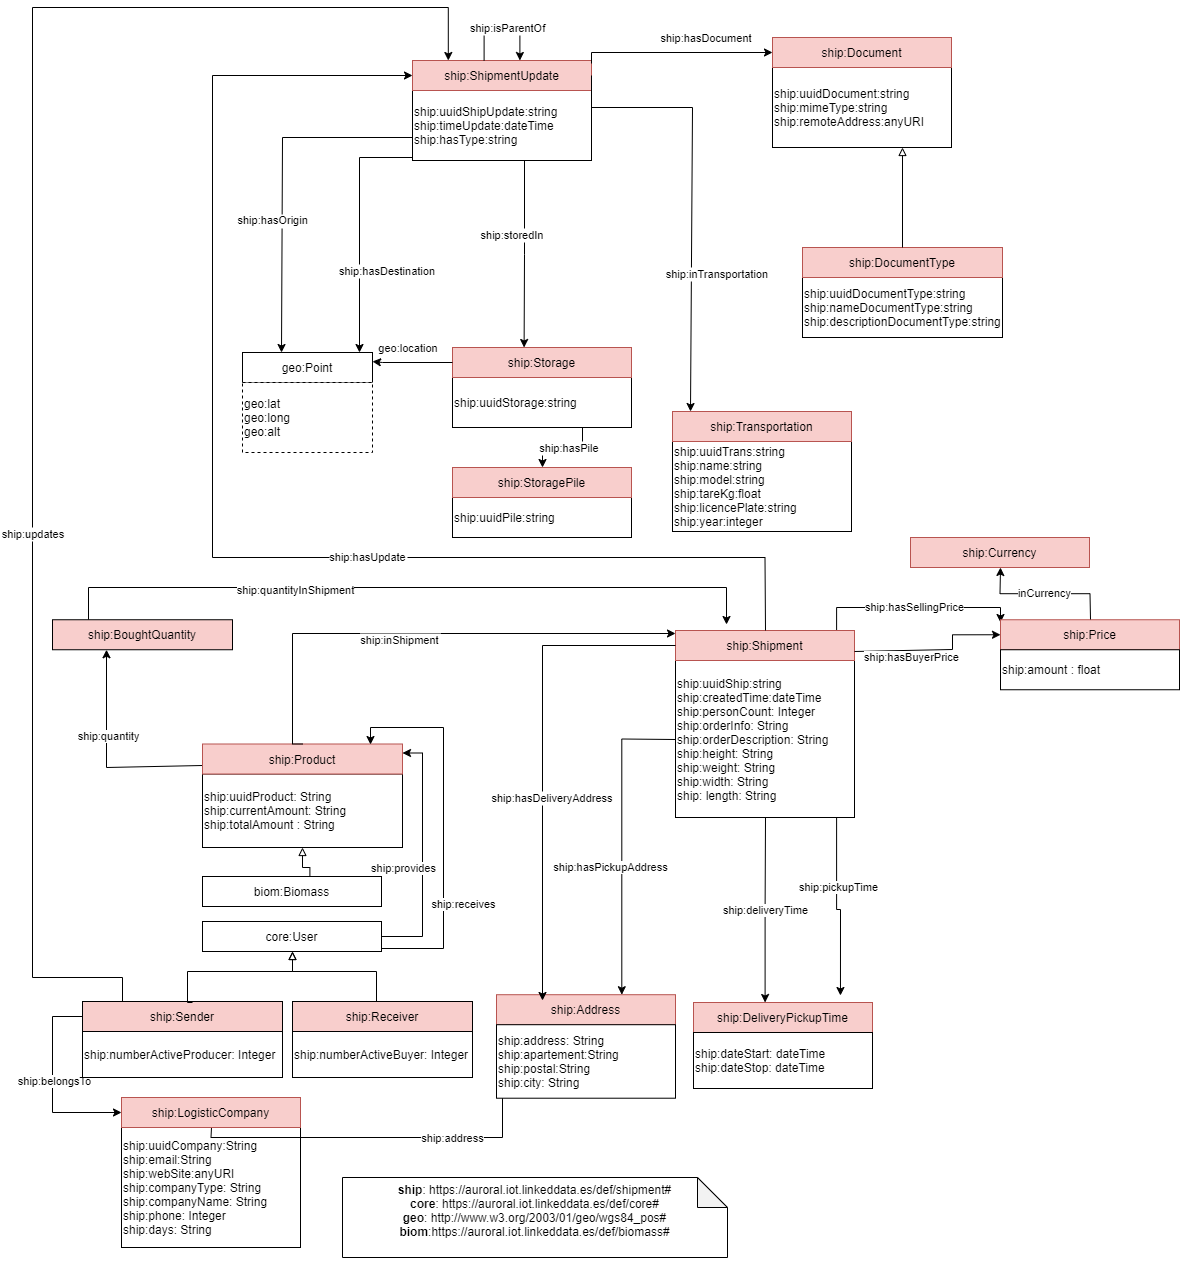 ship:isParentOf
ship:hasDocument
ship:Document
ship:uuidDocument:string
ship:mimeType:string
ship:remoteAddress:anyURI
ship:ShipmentUpdate
ship:uuidShipUpdate:string
ship:timeUpdate:dateTime
ship:hasType:string
ship:hasOrigin
ship:hasDestination
ship:storedIn
ship:inTransportation
ship:DocumentType
ship:uuidDocumentType:string
ship:nameDocumentType:string
ship:descriptionDocumentType:string
geo:location
geo:Point
geo:lat
geo:long
geo:alt
ship:Storage
ship:uuidStorage:string
ship:hasPile
ship:StoragePile
ship:uuidPile:string
ship:Transportation
ship:uuidTrans:string
ship:name:string
ship:model:string
ship:tareKg:float
ship:licencePlate:string
ship:year:integer
ship:updates
ship:hasUpdate
ship:Currency
inCurrency
ship:quantityInShipment
ship:hasSellingPrice
ship:BoughtQuantity
ship:inShipment
ship:Price
ship:amount : float
ship:hasBuyerPrice
ship:Shipment
ship:uuidShip:string
ship:createdTime:dateTime
ship:personCount: Integer
ship:orderInfo: String
ship:orderDescription: String
ship:height: String
ship:weight: String
ship:width: String
ship: length: String
ship:quantity
ship:Product
ship:uuidProduct: String
ship:currentAmount: String
ship:totalAmount : String
ship:hasDeliveryAddress
ship:provides
ship:hasPickupAddress
ship:pickupTime
biom:Biomass
ship:receives
ship:deliveryTime
core:User
ship:Sender
ship:numberActiveProducer: Integer
ship:Receiver
ship:numberActiveBuyer: Integer
ship:Address
ship:address: String
ship:apartement:String
ship:postal:String
ship:city: String
ship:DeliveryPickupTime
ship:dateStart: dateTime
ship:dateStop: dateTime
ship:belongsTo
ship:LogisticCompany
ship:uuidCompany:String
ship:email:String
ship:webSite:anyURI
ship:companyType: String
ship:companyName: String
ship:phone: Integer
ship:days: String
ship:address
ship: https://auroral.iot.linkeddata.es/def/shipment#
core: https://auroral.iot.linkeddata.es/def/core#
geo: http://www.w3.org/2003/01/geo/wgs84_pos#
biom:https://auroral.iot.linkeddata.es/def/biomass#